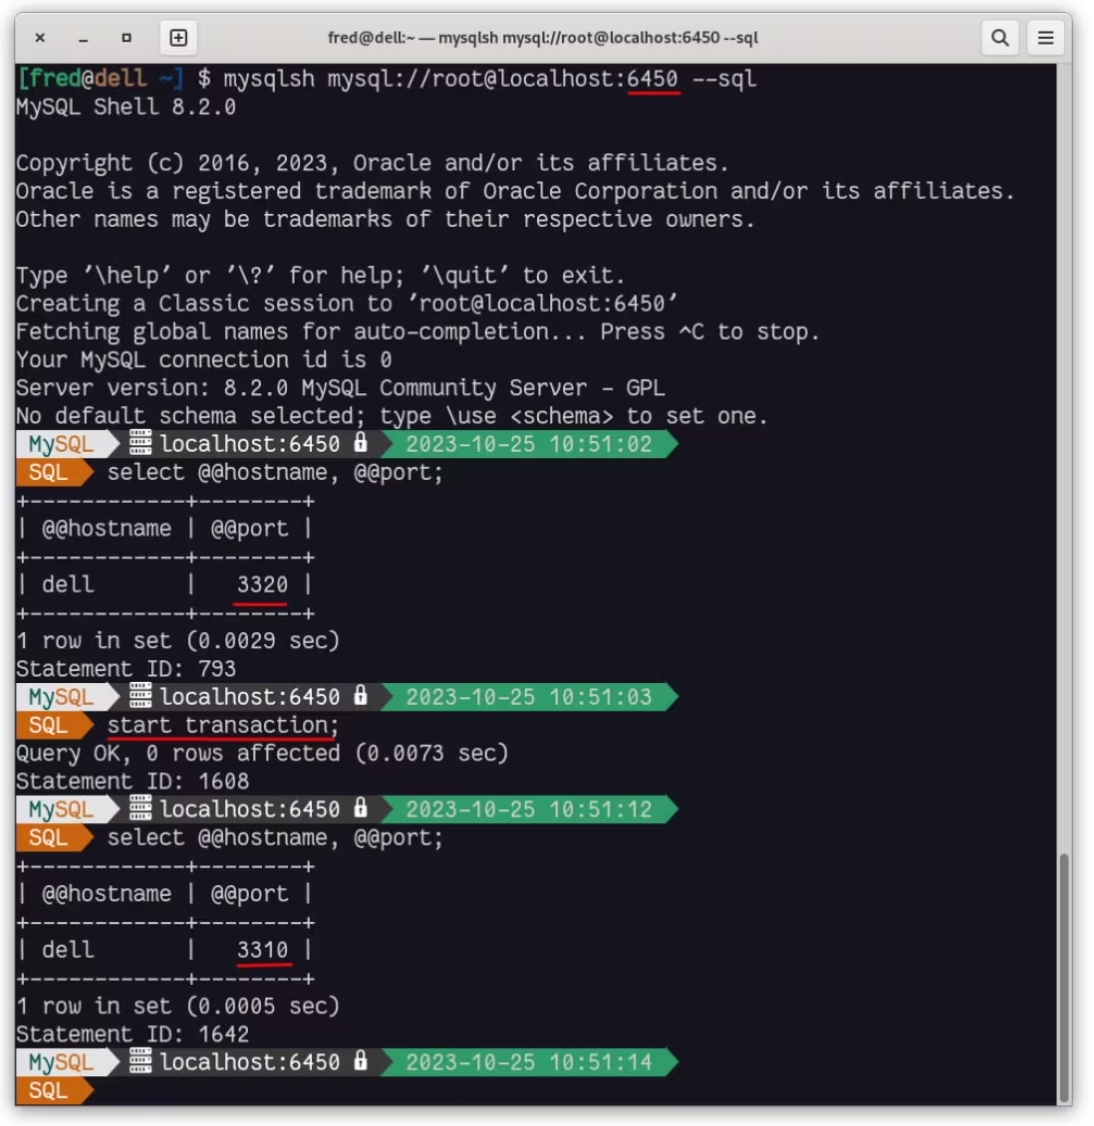 fred@dell:~ — mysqlsh mysql://root@localhost:6450 --sql
[fred@dell ~] $ mysqlsh mysql://root@localhost:6450 --sql
MySQL Shell 8.2.0
Copyright (c) 2016, 2023, Oracle and/or its affiliates.
Oracle is a registered trademark of Oracle Corporation and/or its affiliates.
Other names may be trademarks of their respective owners.
Type '\help' or '\?' for help; '\quit' to exit.
Creating a Classic session to 'root@localhost:6450'
Fetching global names for auto-completion... Press ^C to stop.
Your MySQL connection id is 0
Server version: 8.2.0 MySQL Community Server - GPL
No default schema selected; type \use <schema> to set one.
MySQL localhost:6450 2023-10-25 10:51:02
SQL select @@hostname, @@port;
+------------+--------+
| @@hostname | @@port |
+------------+--------+
| dell       |   3320 |
+------------+--------+
1 row in set (0.0029 sec)
Statement ID: 793
MySQL localhost:6450 2023-10-25 10:51:03
SQL start transaction;
Query OK, 0 rows affected (0.0073 sec)
Statement ID: 1608
MySQL localhost:6450 2023-10-25 10:51:12
SQL select @@hostname, @@port;
+------------+--------+
| @@hostname | @@port |
+------------+--------+
| dell       |   3310 |
+------------+--------+
1 row in set (0.0005 sec)
Statement ID: 1642
MySQL localhost:6450 2023-10-25 10:51:14
SQL